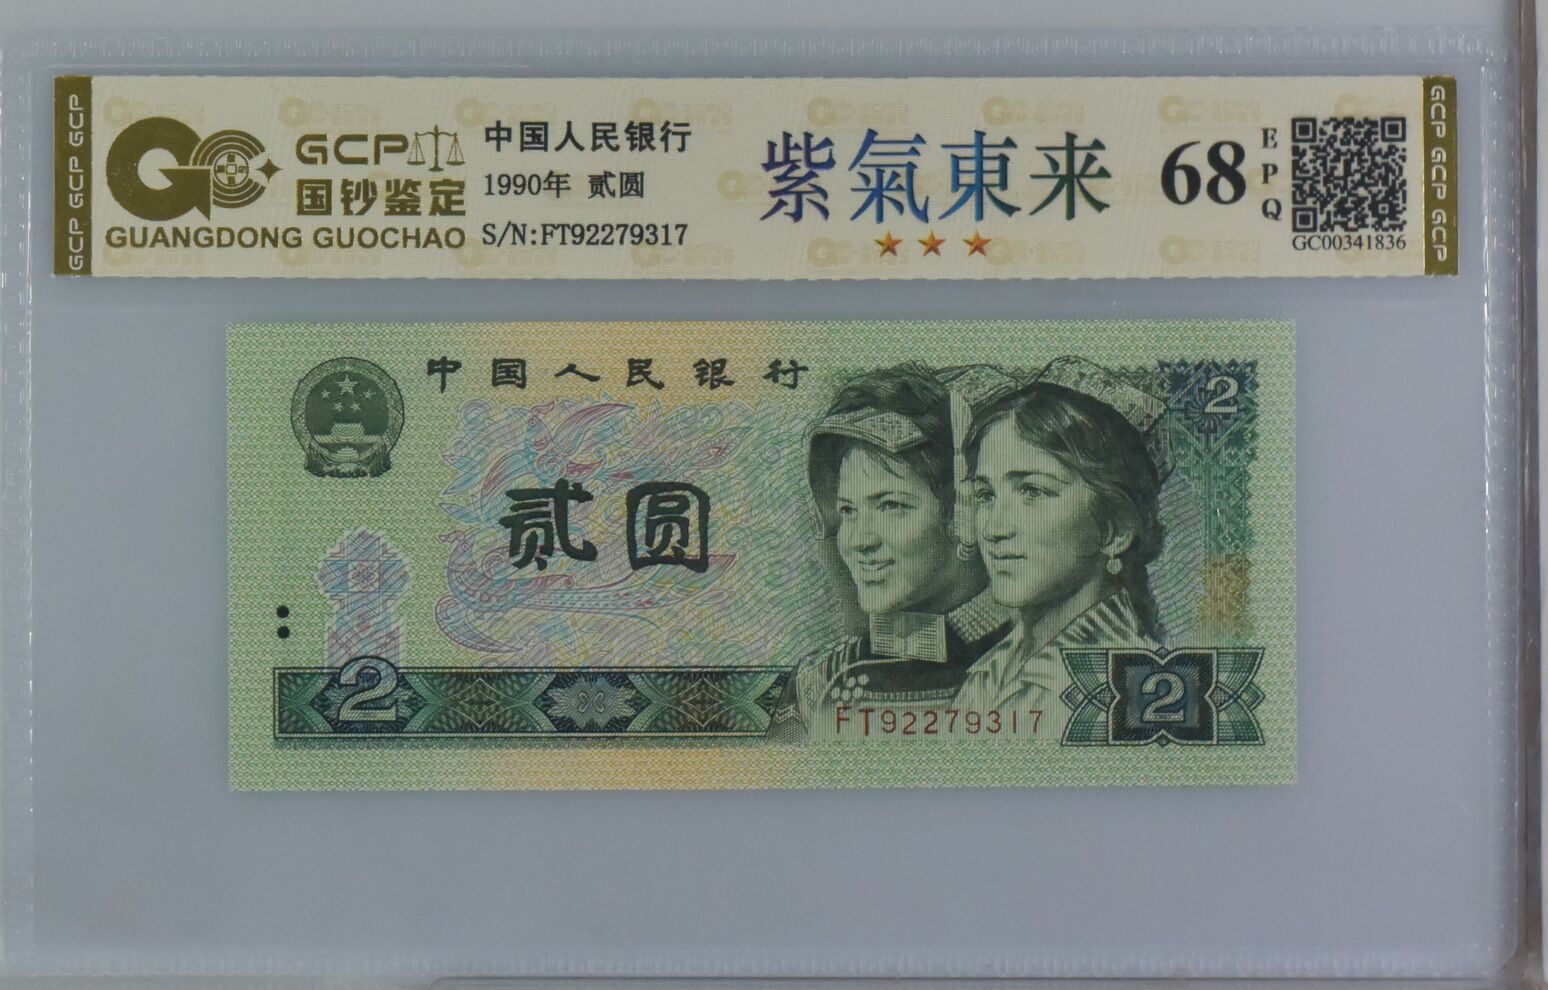 GCP GCP GCP
GCP
国钞鉴定
GUANGDONG GUOCHAO
中国人民银行
1990年 贰圆
S/N:FT92279317
紫氣東来
68
EPQ
GC00341836
GCP GCP GCP GCP
中国人民银行
2
贰圆
2
FT92279317
2